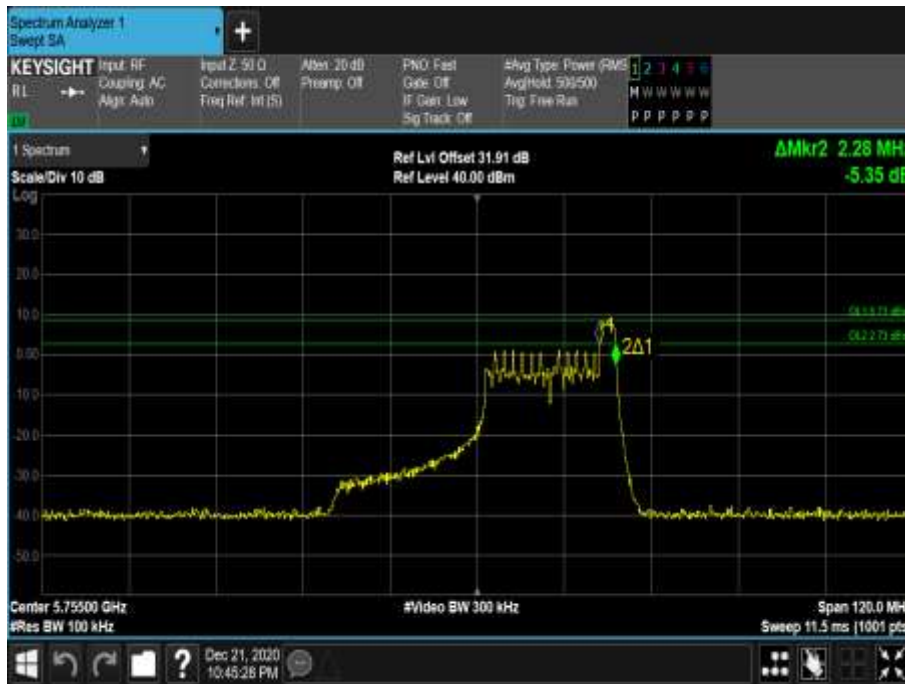 Spectrum Analyzer 1
Swept SA
+
KEYSIGHT Input: RF
RL
Coupling: AC
Align: Auto
Input Z: 50 Ω
Corrections: Off
Freq Ref: Int (S)
Atten: 20 dB
Preamp: Off
PNO: Fast
Gate: Off
IF Gain: Low
Sig Track: Off
#Avg Type: Power (RMS
Avg|Hold: 500/500
Trig: Free Run
1 2 3 4 5 6
M W W W W W
P P P P P P
1 Spectrum
Scale/Div 10 dB
Log
Ref Lvl Offset 31.91 dB
Ref Level 40.00 dBm
ΔMkr2 2.28 MH
-5.35 dB
30.0
20.0
10.0
0.00
-10.0
-20.0
-30.0
-40.0
-50.0
2Δ1
Center 5.75500 GHz
#Res BW 100 kHz
#Video BW 300 kHz
Span 120.0 MH
Sweep 11.5 ms (1001 pts
?
Dec 21, 2020
10:45:26 PM